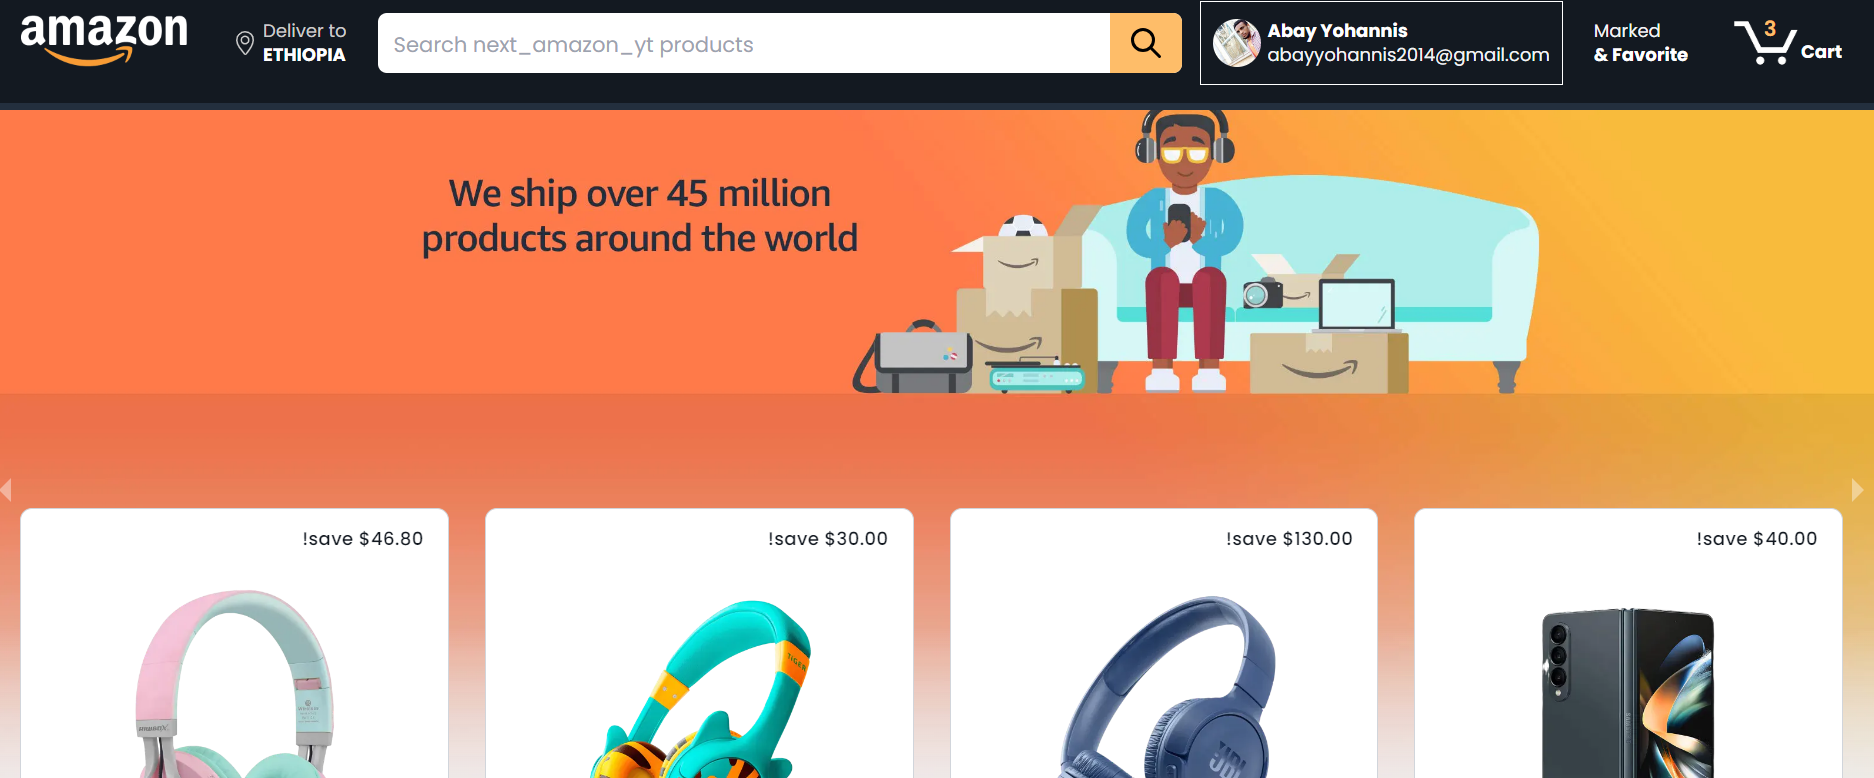 amazon
Deliver to
ETHIOPIA
Search next_amazon_yt products
Abay Yohannis
abayyohannis2014@gmail.com
Marked
& Favorite
3
Cart
We ship over 45 million
products around the world
!save $46.80
!save $30.00
!save $130.00
!save $40.00
TIGER
JBL